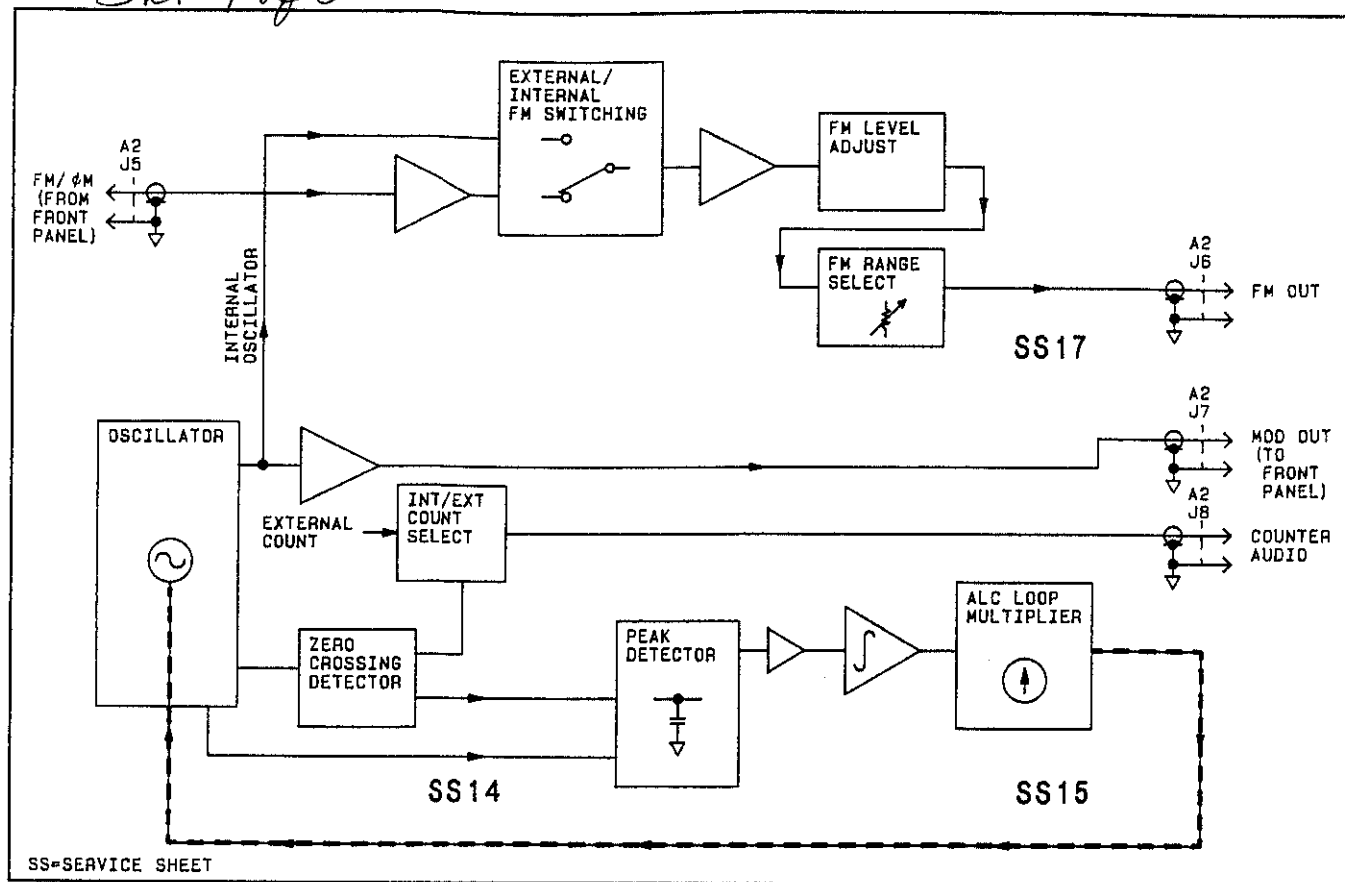 EXTERNAL/
INTERNAL
FM SWITCHING
FM LEVEL
ADJUST
A2
J5
FM/ϕM
(FROM
FRONT
PANEL)
INTERNAL
OSCILLATOR
FM RANGE
SELECT
A2
J6
FM OUT
SS17
OSCILLATOR
A2
J7
MOD OUT
(TO
FRONT
PANEL)
EXTERNAL
COUNT
INT/EXT
COUNT
SELECT
A2
J8
COUNTER
AUDIO
ZERO
CROSSING
DETECTOR
PEAK
DETECTOR
∫
ALC LOOP
MULTIPLIER
SS14
SS15
SS=SERVICE SHEET